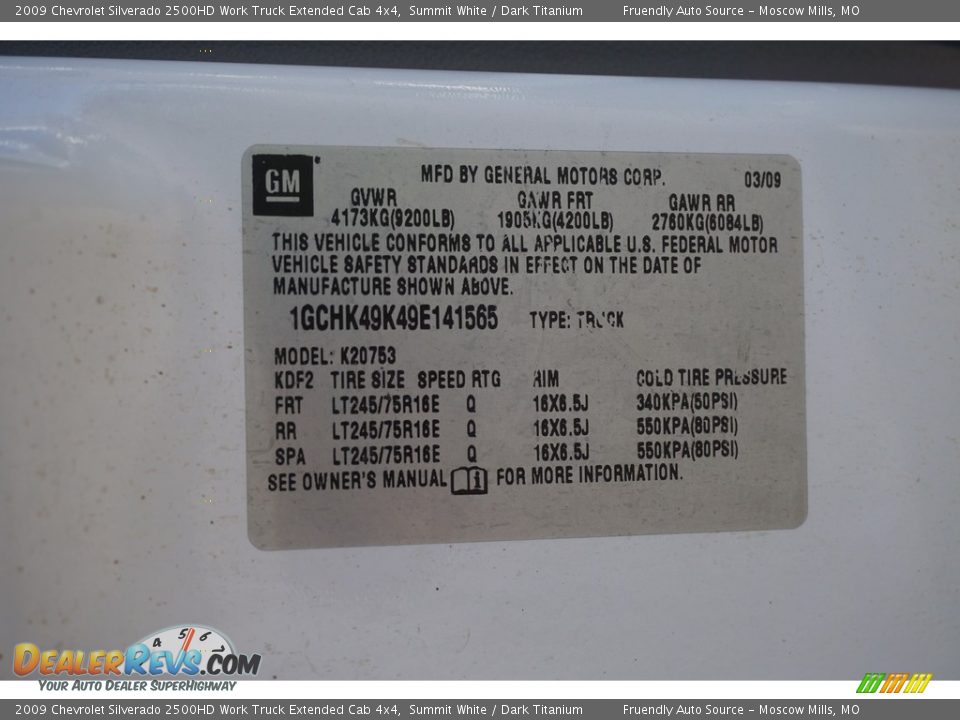 2009 Chevrolet Silverado 2500HD Work Truck Extended Cab 4x4, Summit White / Dark Titanium Fruendly Auto Source - Moscow Mills, MO
GM
MFD BY GENERAL MOTORS CORP. 03/09
GVWR GAWR FRT GAWR RR
4173KG(9200LB) 1905KG(4200LB) 2760KG(6084LB)
THIS VEHICLE CONFORMS TO ALL APPLICABLE U.S. FEDERAL MOTOR
VEHICLE SAFETY STANDARDS IN EFFECT ON THE DATE OF
MANUFACTURE SHOWN ABOVE.
1GCHK49K49E141565 TYPE: TRUCK
MODEL: K20753
KDF2 TIRE SIZE SPEED RTG RIM COLD TIRE PRESSURE
FRT LT245/75R16E Q 16X6.5J 340KPA(50PSI)
RR LT245/75R16E Q 16X6.5J 550KPA(80PSI)
SPA LT245/75R16E Q 16X6.5J 550KPA(80PSI)
SEE OWNER'S MANUAL i FOR MORE INFORMATION.
4 5 6
DEALERREVS.COM
YOUR AUTO DEALER SUPERHIGHWAY
2009 Chevrolet Silverado 2500HD Work Truck Extended Cab 4x4, Summit White / Dark Titanium Fruendly Auto Source - Moscow Mills, MO